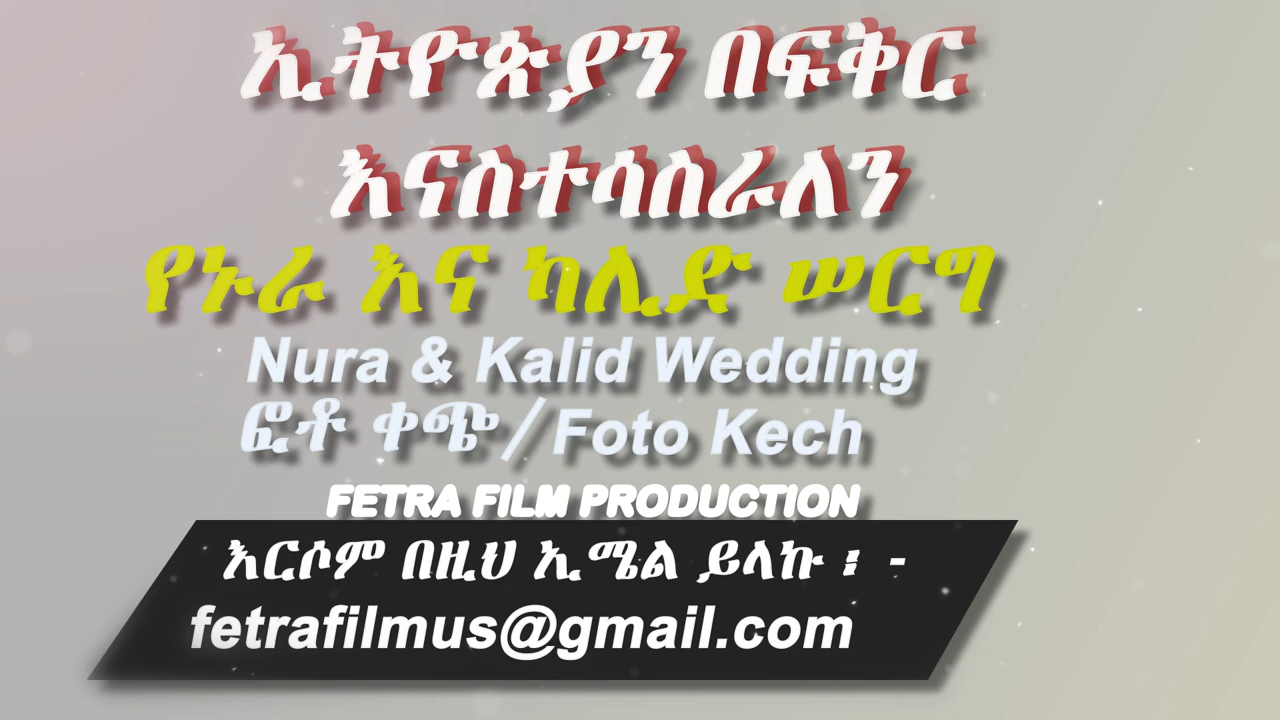 ኢትዮጵያን በፍቅር
እናስተሳስራለን
የኑራ እና ካሊድ ሠርግ
Nura & Kalid Wedding
ፎቶ ቀጭ/Foto Kech
FETRA FILM PRODUCTION
እርሶም በዚህ ኢሜል ይላኩ ፡ -
fetrafilmus@gmail.com